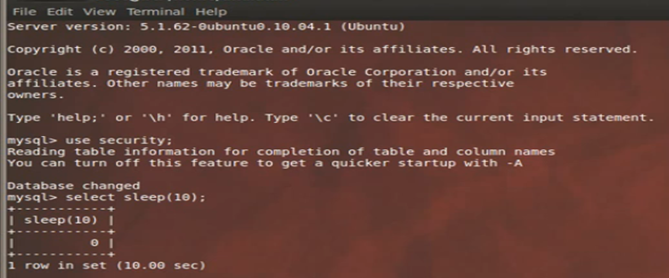 File Edit View Terminal Help
Server version: 5.1.62-0ubuntu0.10.04.1 (Ubuntu)
Copyright (c) 2000, 2011, Oracle and/or its affiliates. All rights reserved.
Oracle is a registered trademark of Oracle Corporation and/or its
affiliates. Other names may be trademarks of their respective
owners.
Type 'help;' or '\h' for help. Type '\c' to clear the current input statement.
mysql> use security;
Reading table information for completion of table and column names
You can turn off this feature to get a quicker startup with -A
Database changed
mysql> select sleep(10);
+-----------+
| sleep(10) |
+-----------+
|         0 |
+-----------+
1 row in set (10.00 sec)